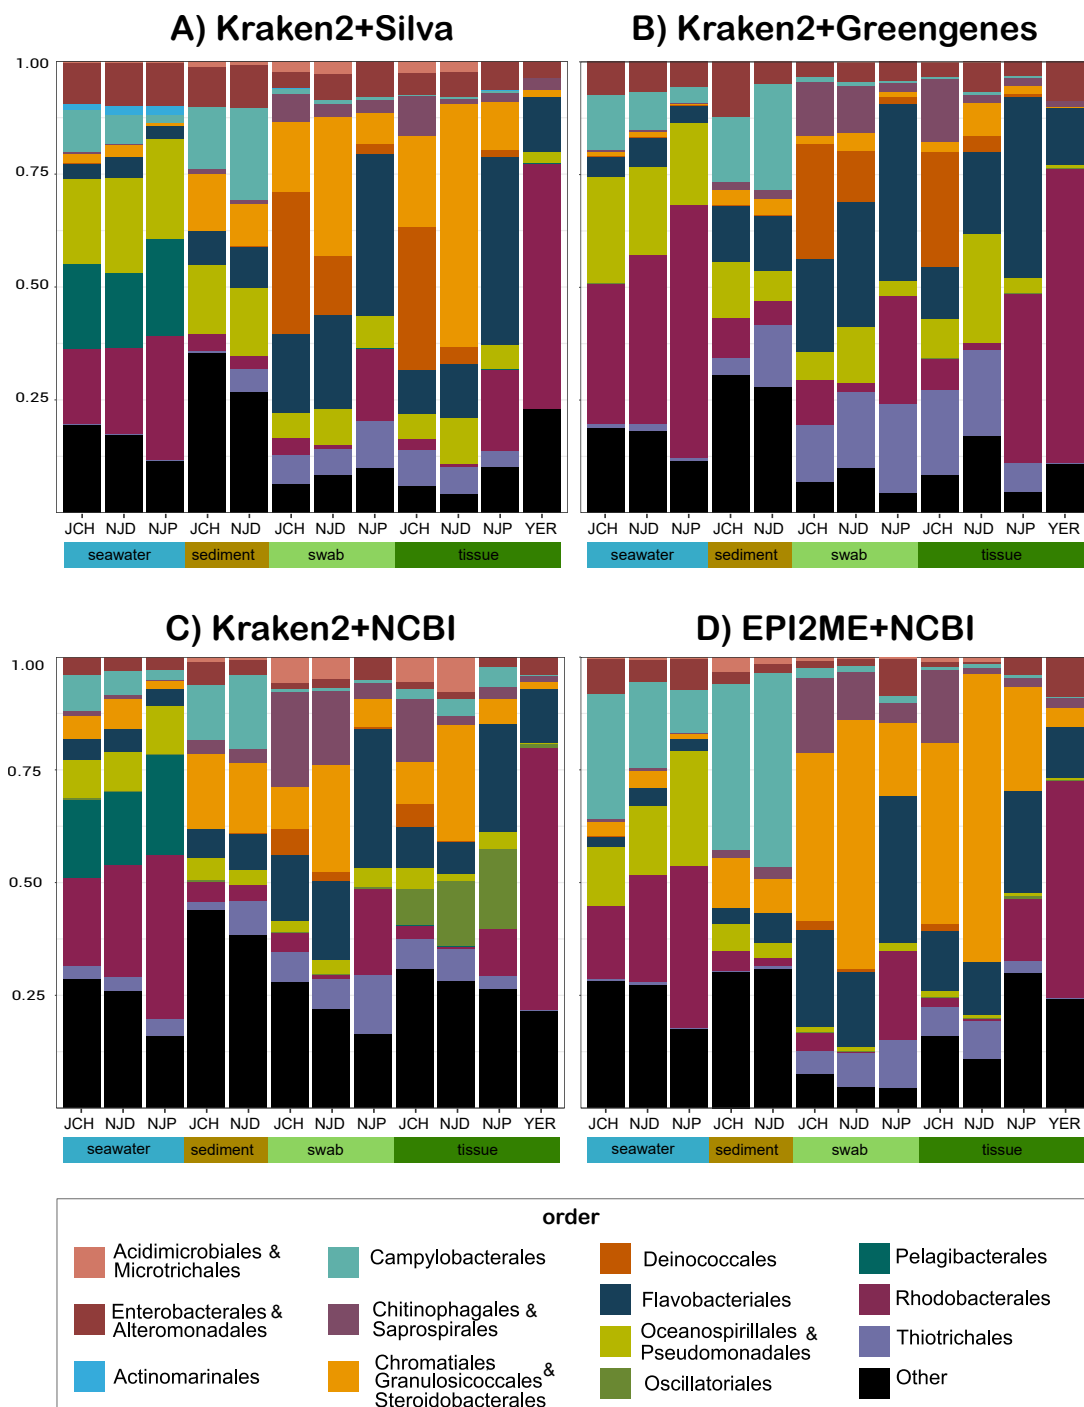 A) Kraken2+Silva
B) Kraken2+Greengenes
1.00
0.75
0.50
0.25
JCH NJD NJP JCH NJD JCH NJD NJP JCH NJD NJP YER
seawater sediment swab tissue
JCH NJD NJP JCH NJD JCH NJD NJP JCH NJD NJP YER
seawater sediment swab tissue
C) Kraken2+NCBI
D) EPI2ME+NCBI
1.00
0.75
0.50
0.25
JCH NJD NJP JCH NJD JCH NJD NJP JCH NJD NJP YER
seawater sediment swab tissue
JCH NJD NJP JCH NJD JCH NJD NJP JCH NJD NJP YER
seawater sediment swab tissue
order
Acidimicrobiales &
Microtrichales
Enterobacterales &
Alteromonadales
Actinomarinales
Campylobacterales
Chitinophagales &
Saprospirales
Chromatiales
Granulosicoccales &
Steroidobacterales
Deinococcales
Flavobacteriales
Oceanospirillales &
Pseudomonadales
Oscillatoriales
Pelagibacterales
Rhodobacterales
Thiotrichales
Other